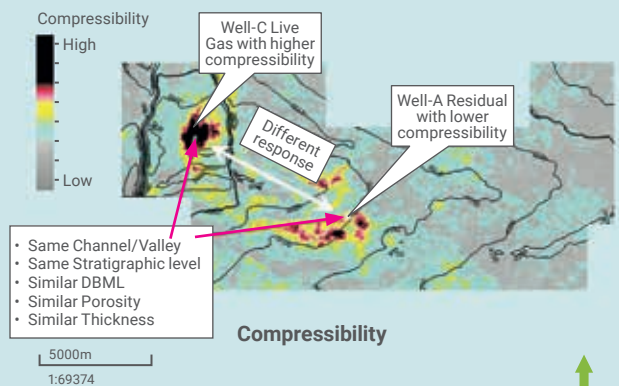 Compressibility
High
Low
Well-C Live
Gas with higher
compressibility
Well-A Residual
with lower
compressibility
Different
response
• Same Channel/Valley
• Same Stratigraphic level
• Similar DBML
• Similar Porosity
• Similar Thickness
Compressibility
5000m
1:69374